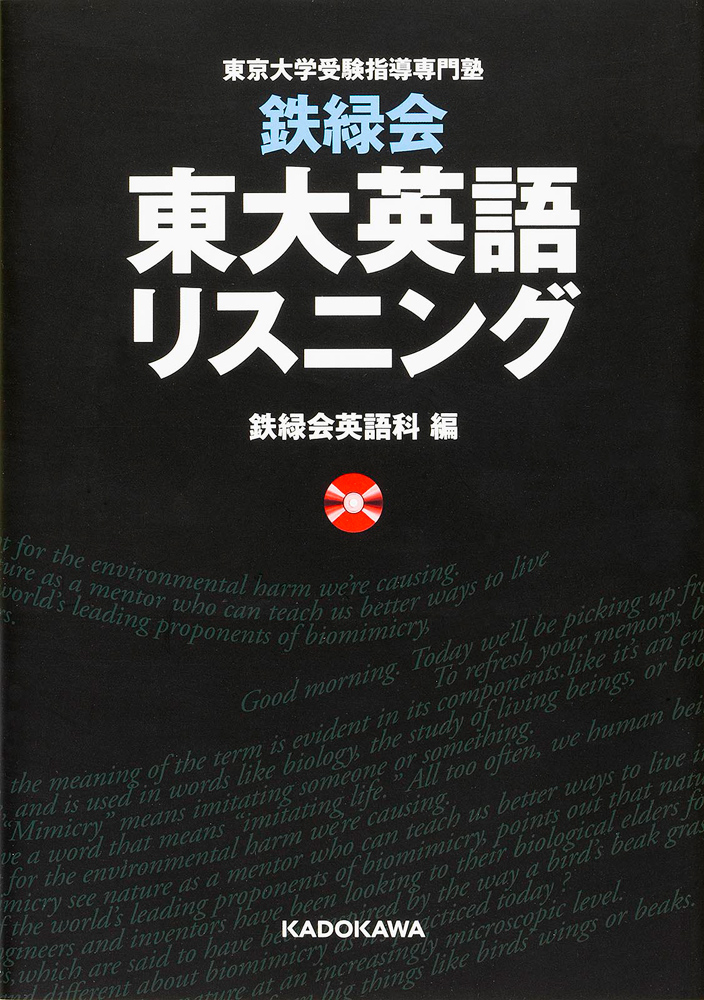 東京大学受験指導専門塾
鉄緑会
東大英語
リスニング
鉄緑会英語科 編
t for the environmental harm we're causing.
ure as a mentor who can teach us better ways to live
world's leading proponents of biomimicry,
rs.
Good morning. Today we'll be picking up fr
To refresh your memory, b
the meaning of the term is evident in its components, like it's an en
and is used in words like biology, the study of living beings, or bio
"Mimicry" means imitating someone or something.
ve a word that means "imitating life." All too often, we human bei
for the environmental harm we're causing.
micry see nature as a mentor who can teach us better ways to live i
f the world's leading proponents of biomimicry, points out that natu
ngineers and inventors have been looking to their biological elders fo
s, which are said to have been inspired by the way a bird's beak gras
d different about biomimicry practiced today?
nature at an increasingly microscopic level.
m big things like birds' wings or beaks.
KADOKAWA